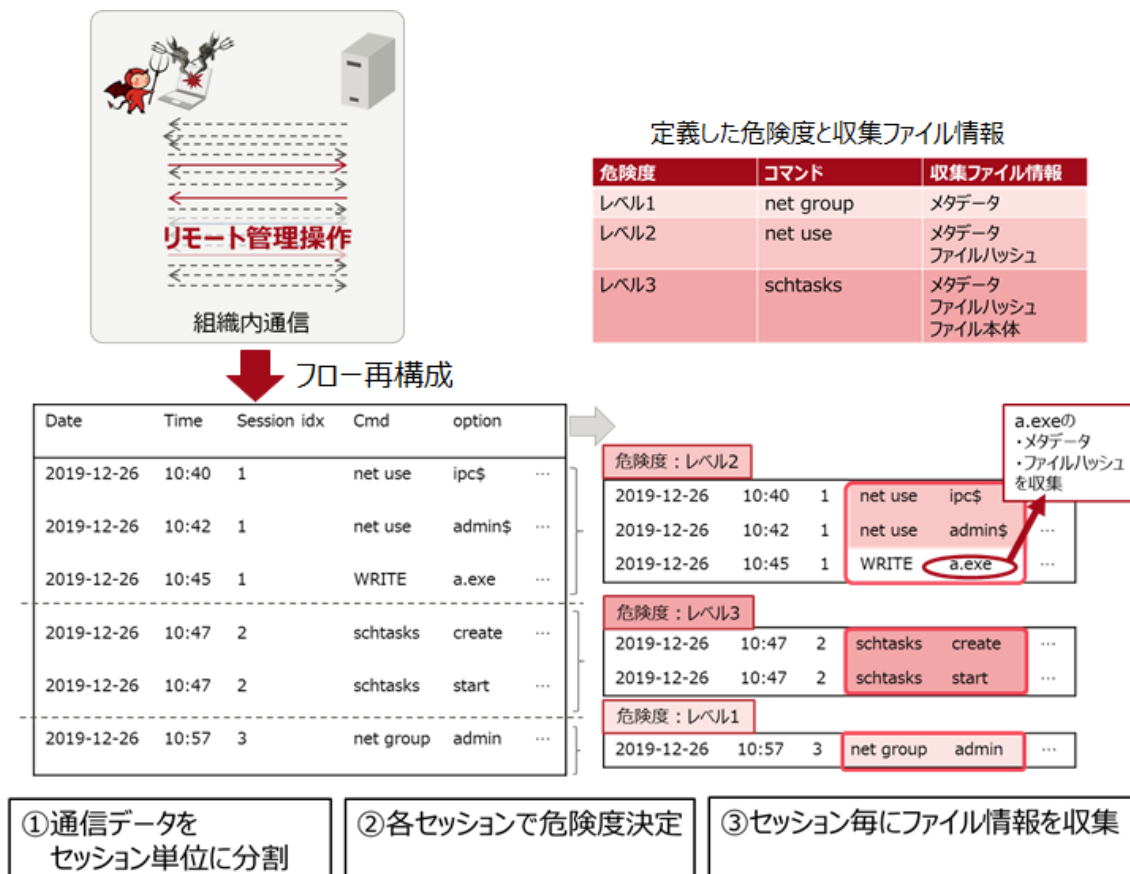 リモート管理操作
組織内通信
定義した危険度と収集ファイル情報
危険度 コマンド 収集ファイル情報
レベル1 net group メタデータ
レベル2 net use メタデータ
ファイルハッシュ
レベル3 schtasks メタデータ
ファイルハッシュ
ファイル本体
フロー再構成
Date Time Session idx Cmd option
2019-12-26 10:40 1 net use ipc$ …
2019-12-26 10:42 1 net use admin$ …
2019-12-26 10:45 1 WRITE a.exe …
2019-12-26 10:47 2 schtasks create …
2019-12-26 10:47 2 schtasks start …
2019-12-26 10:57 3 net group admin …
a.exeの
・メタデータ
・ファイルハッシュ
を収集
危険度：レベル2
2019-12-26 10:40 1 net use ipc$
2019-12-26 10:42 1 net use admin$ …
2019-12-26 10:45 1 WRITE a.exe …
危険度：レベル3
2019-12-26 10:47 2 schtasks create …
2019-12-26 10:47 2 schtasks start …
危険度：レベル1
2019-12-26 10:57 3 net group admin …
①通信データを
セッション単位に分割
②各セッションで危険度決定
③セッション毎にファイル情報を収集